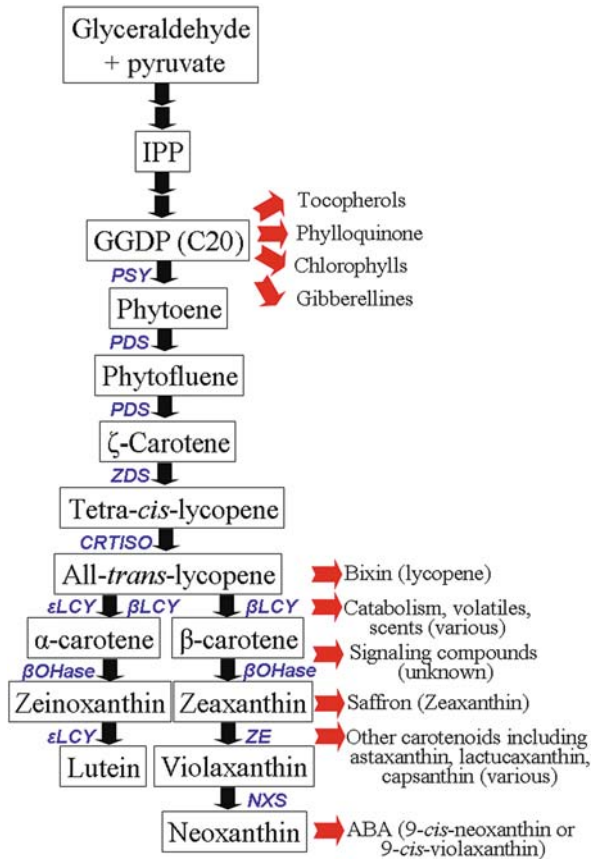 Glyceraldehyde
+ pyruvate
IPP
GGDP (C20)
Tocopherols
Phylloquinone
Chlorophylls
Gibberellines
PSY
Phytoene
PDS
Phytofluene
PDS
ζ-Carotene
ZDS
Tetra-cis-lycopene
CRTISO
All-trans-lycopene
Bixin (lycopene)
εLCY βLCY βLCY
Catabolism, volatiles,
scents (various)
α-carotene β-carotene
Signaling compounds
(unknown)
βOHase βOHase
Zeinoxanthin Zeaxanthin
Saffron (Zeaxanthin)
εLCY ZE
Other carotenoids including
astaxanthin, lactucaxanthin,
capsanthin (various)
Lutein Violaxanthin
NXS
Neoxanthin
ABA (9-cis-neoxanthin or
9-cis-violaxanthin)